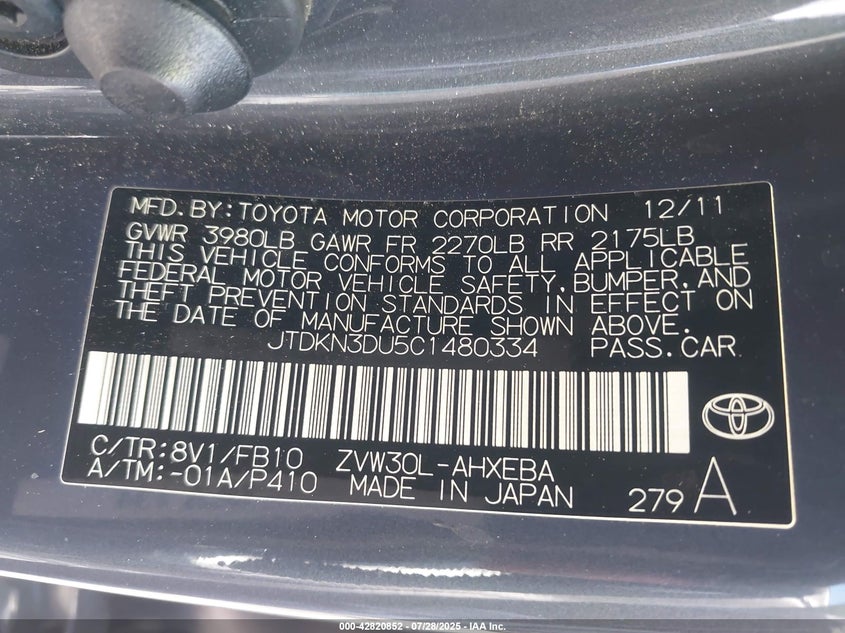 MFD.BY:TOYOTA MOTOR CORPORATION 12/11
GVWR 3980LB GAWR FR 2270LB RR 2175LB
THIS VEHICLE CONFORMS TO ALL APPLICABLE
FEDERAL MOTOR VEHICLE SAFETY,BUMPER,AND
THEFT PREVENTION STANDARDS IN EFFECT ON
THE DATE OF MANUFACTURE SHOWN ABOVE.
JTDKN3DU5C1480334 PASS.CAR
C/TR:8V1/FB10 ZVW30L-AHXEBA
A/TM:-01A/P410 MADE IN JAPAN 279 A
000-42820852 - 07/28/2025 - IAA Inc.